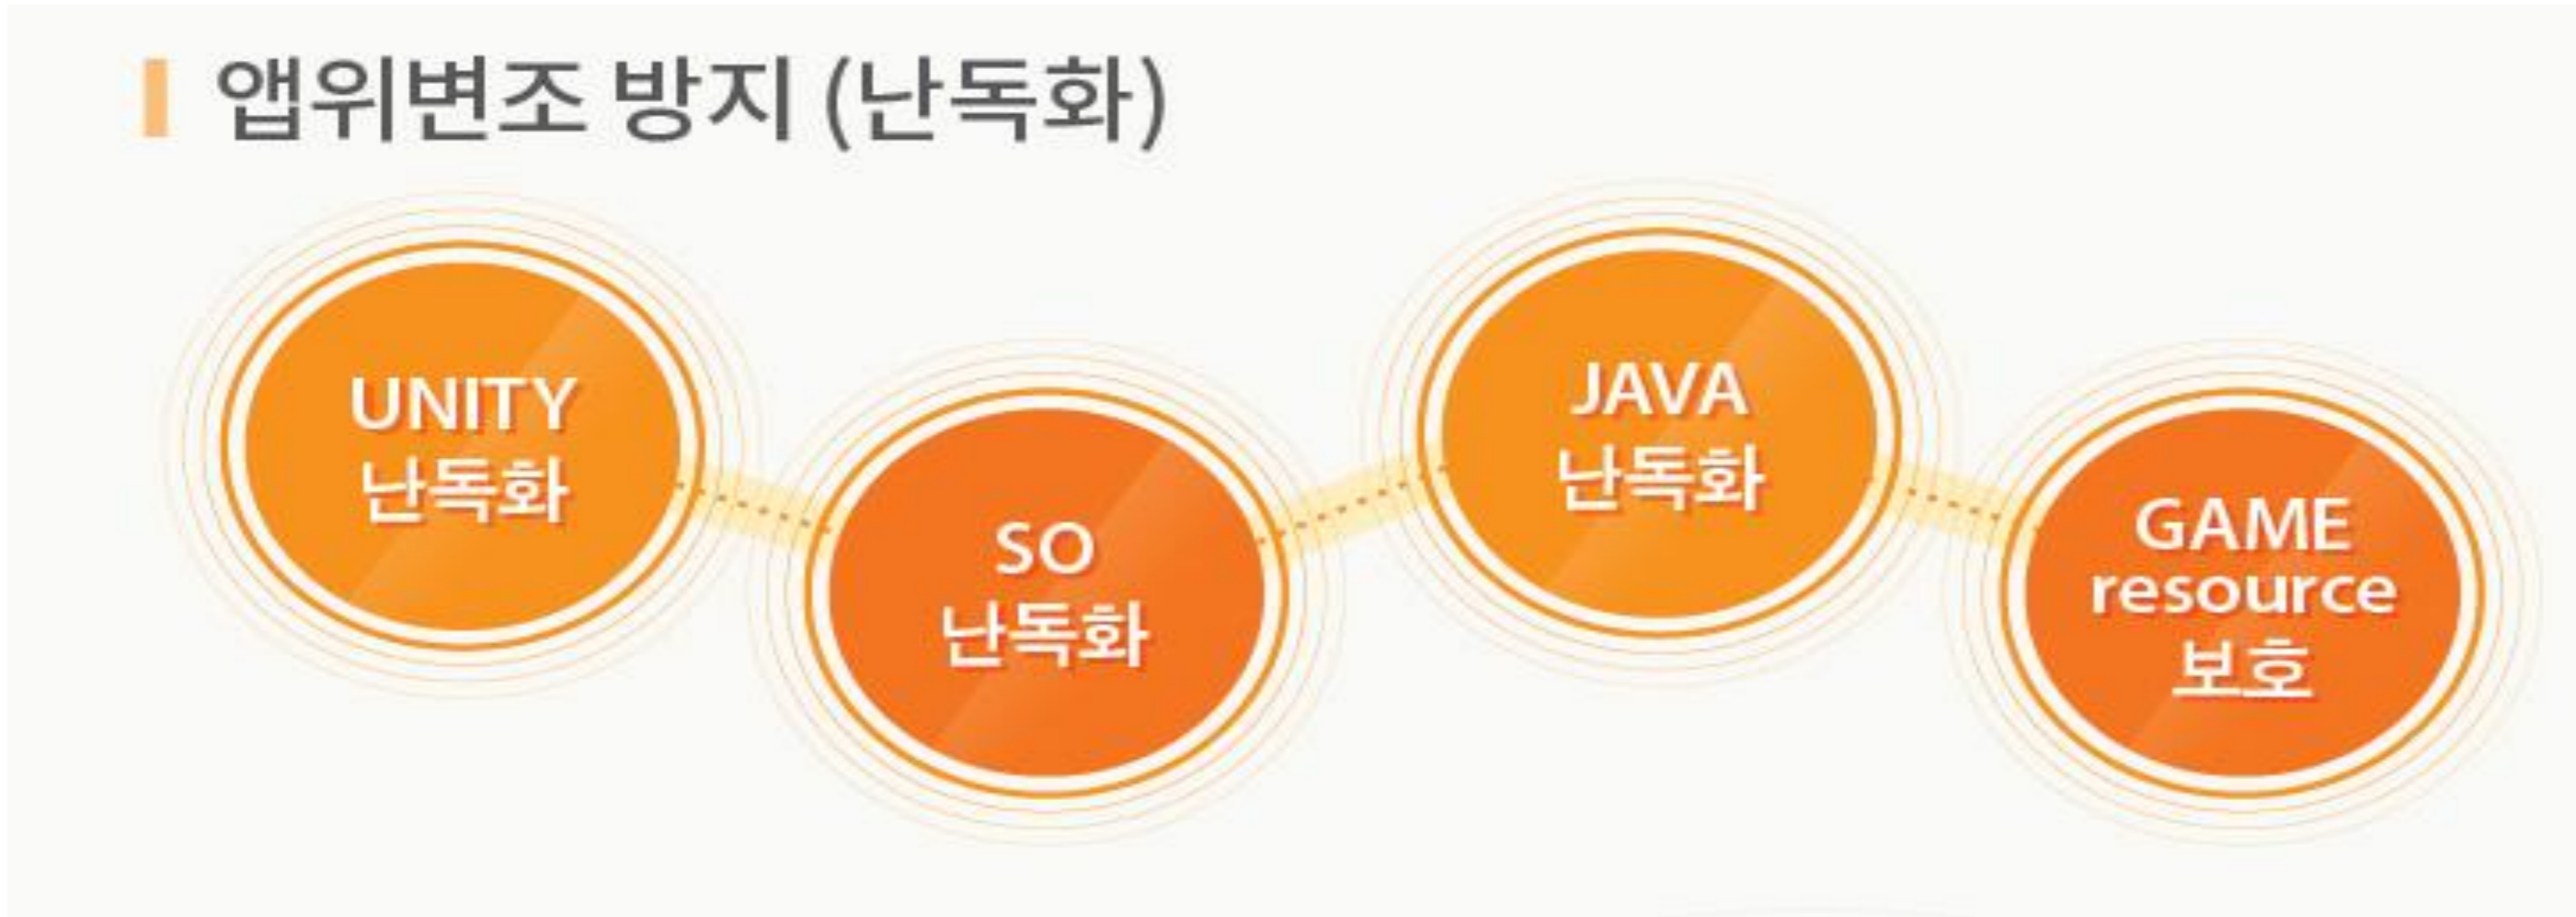 앱위변조 방지 (난독화)
UNITY
난독화
SO
난독화
JAVA
난독화
GAME
resource
보호